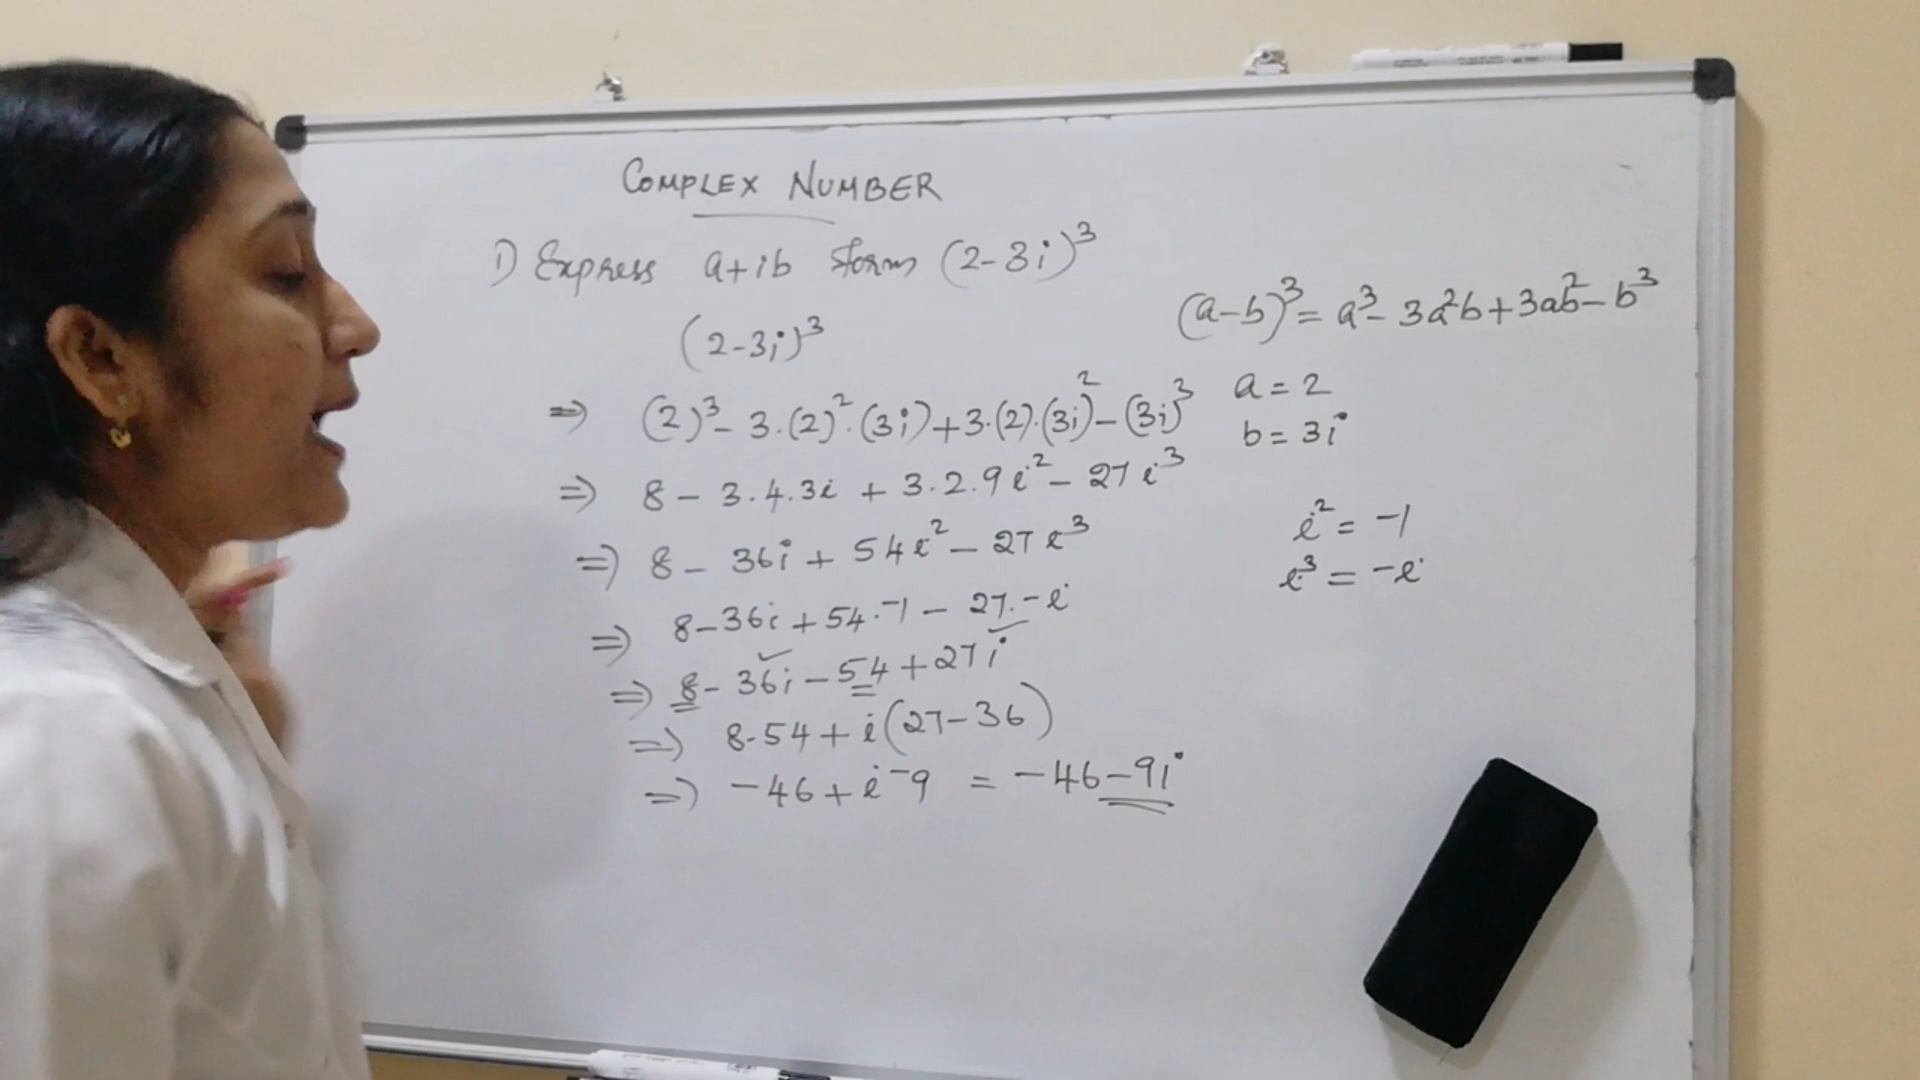 COMPLEX NUMBER
1) Express a+ib form (2-3i)³
(2-3i)³
(a-b)³ = a³ - 3a²b + 3ab² - b³
⇒ (2)³ - 3.(2)².(3i) + 3.(2).(3i)² - (3i)³
a = 2
b = 3i
⇒ 8 - 3.4.3i + 3.2.9i² - 27i³
⇒ 8 - 36i + 54i² - 27i³
i² = -1
i³ = -i
⇒ 8 - 36i + 54.-1 - 27.-i
⇒ 8 - 36i - 54 + 27i
⇒ 8-54 + i(27-36)
⇒ -46 + i-9 = -46-9i